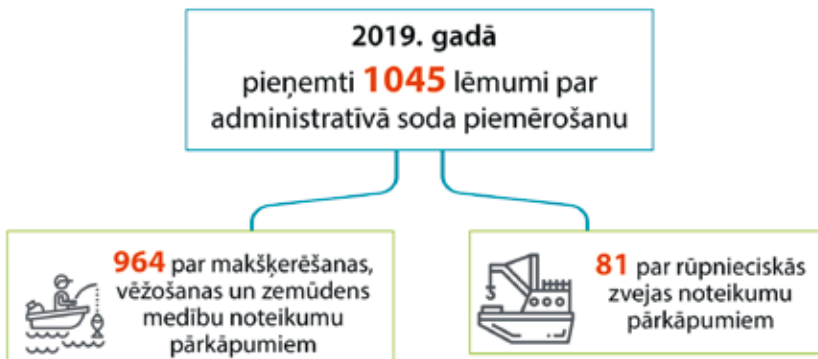 2019. gadā
pieņemti 1045 lēmumi par
administratīvā soda piemērošanu
964 par makšķerēšanas,
vēžošanas un zemūdens
medību noteikumu
pārkāpumiem
81 par rūpnieciskās
zvejas noteikumu
pārkāpumiem